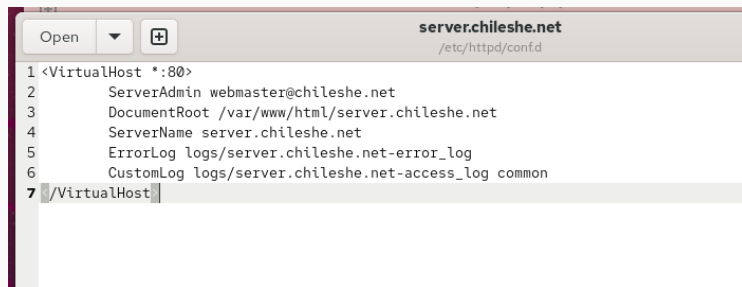 Open
server.chileshe.net
/etc/httpd/conf.d
1 <VirtualHost *:80>
2 ServerAdmin webmaster@chileshe.net
3 DocumentRoot /var/www/html/server.chileshe.net
4 ServerName server.chileshe.net
5 ErrorLog logs/server.chileshe.net-error_log
6 CustomLog logs/server.chileshe.net-access_log common
7 </VirtualHost>